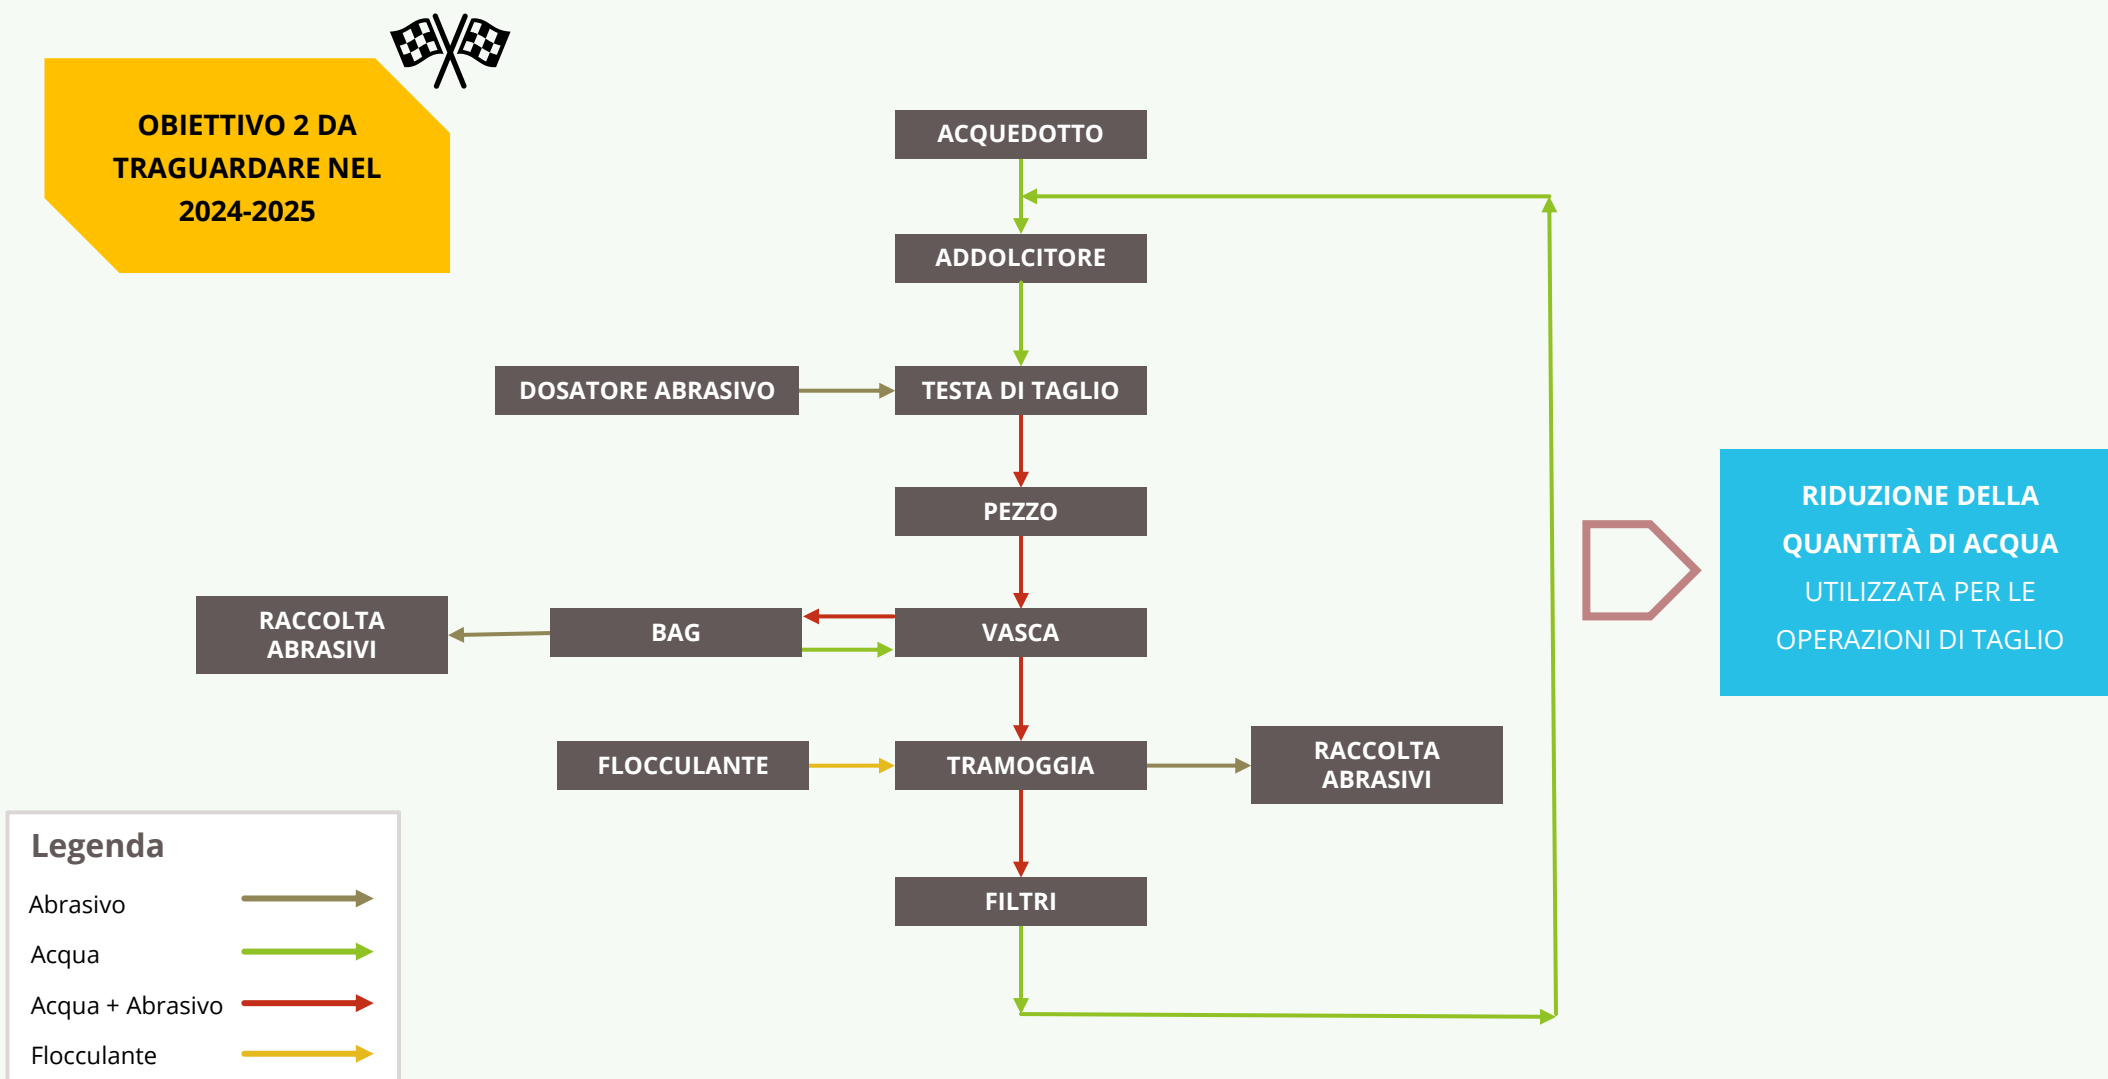 OBIETTIVO 2 DA
TRAGUARDARE NEL
2024-2025
ACQUEDOTTO
ADDOLCITORE
DOSATORE ABRASIVO
TESTA DI TAGLIO
PEZZO
RACCOLTA
ABRASIVI
BAG
VASCA
FLOCCULANTE
TRAMOGGIA
RACCOLTA
ABRASIVI
FILTRI
RIDUZIONE DELLA
QUANTITÀ DI ACQUA
UTILIZZATA PER LE
OPERAZIONI DI TAGLIO
Legenda
Abrasivo
Acqua
Acqua + Abrasivo
Flocculante